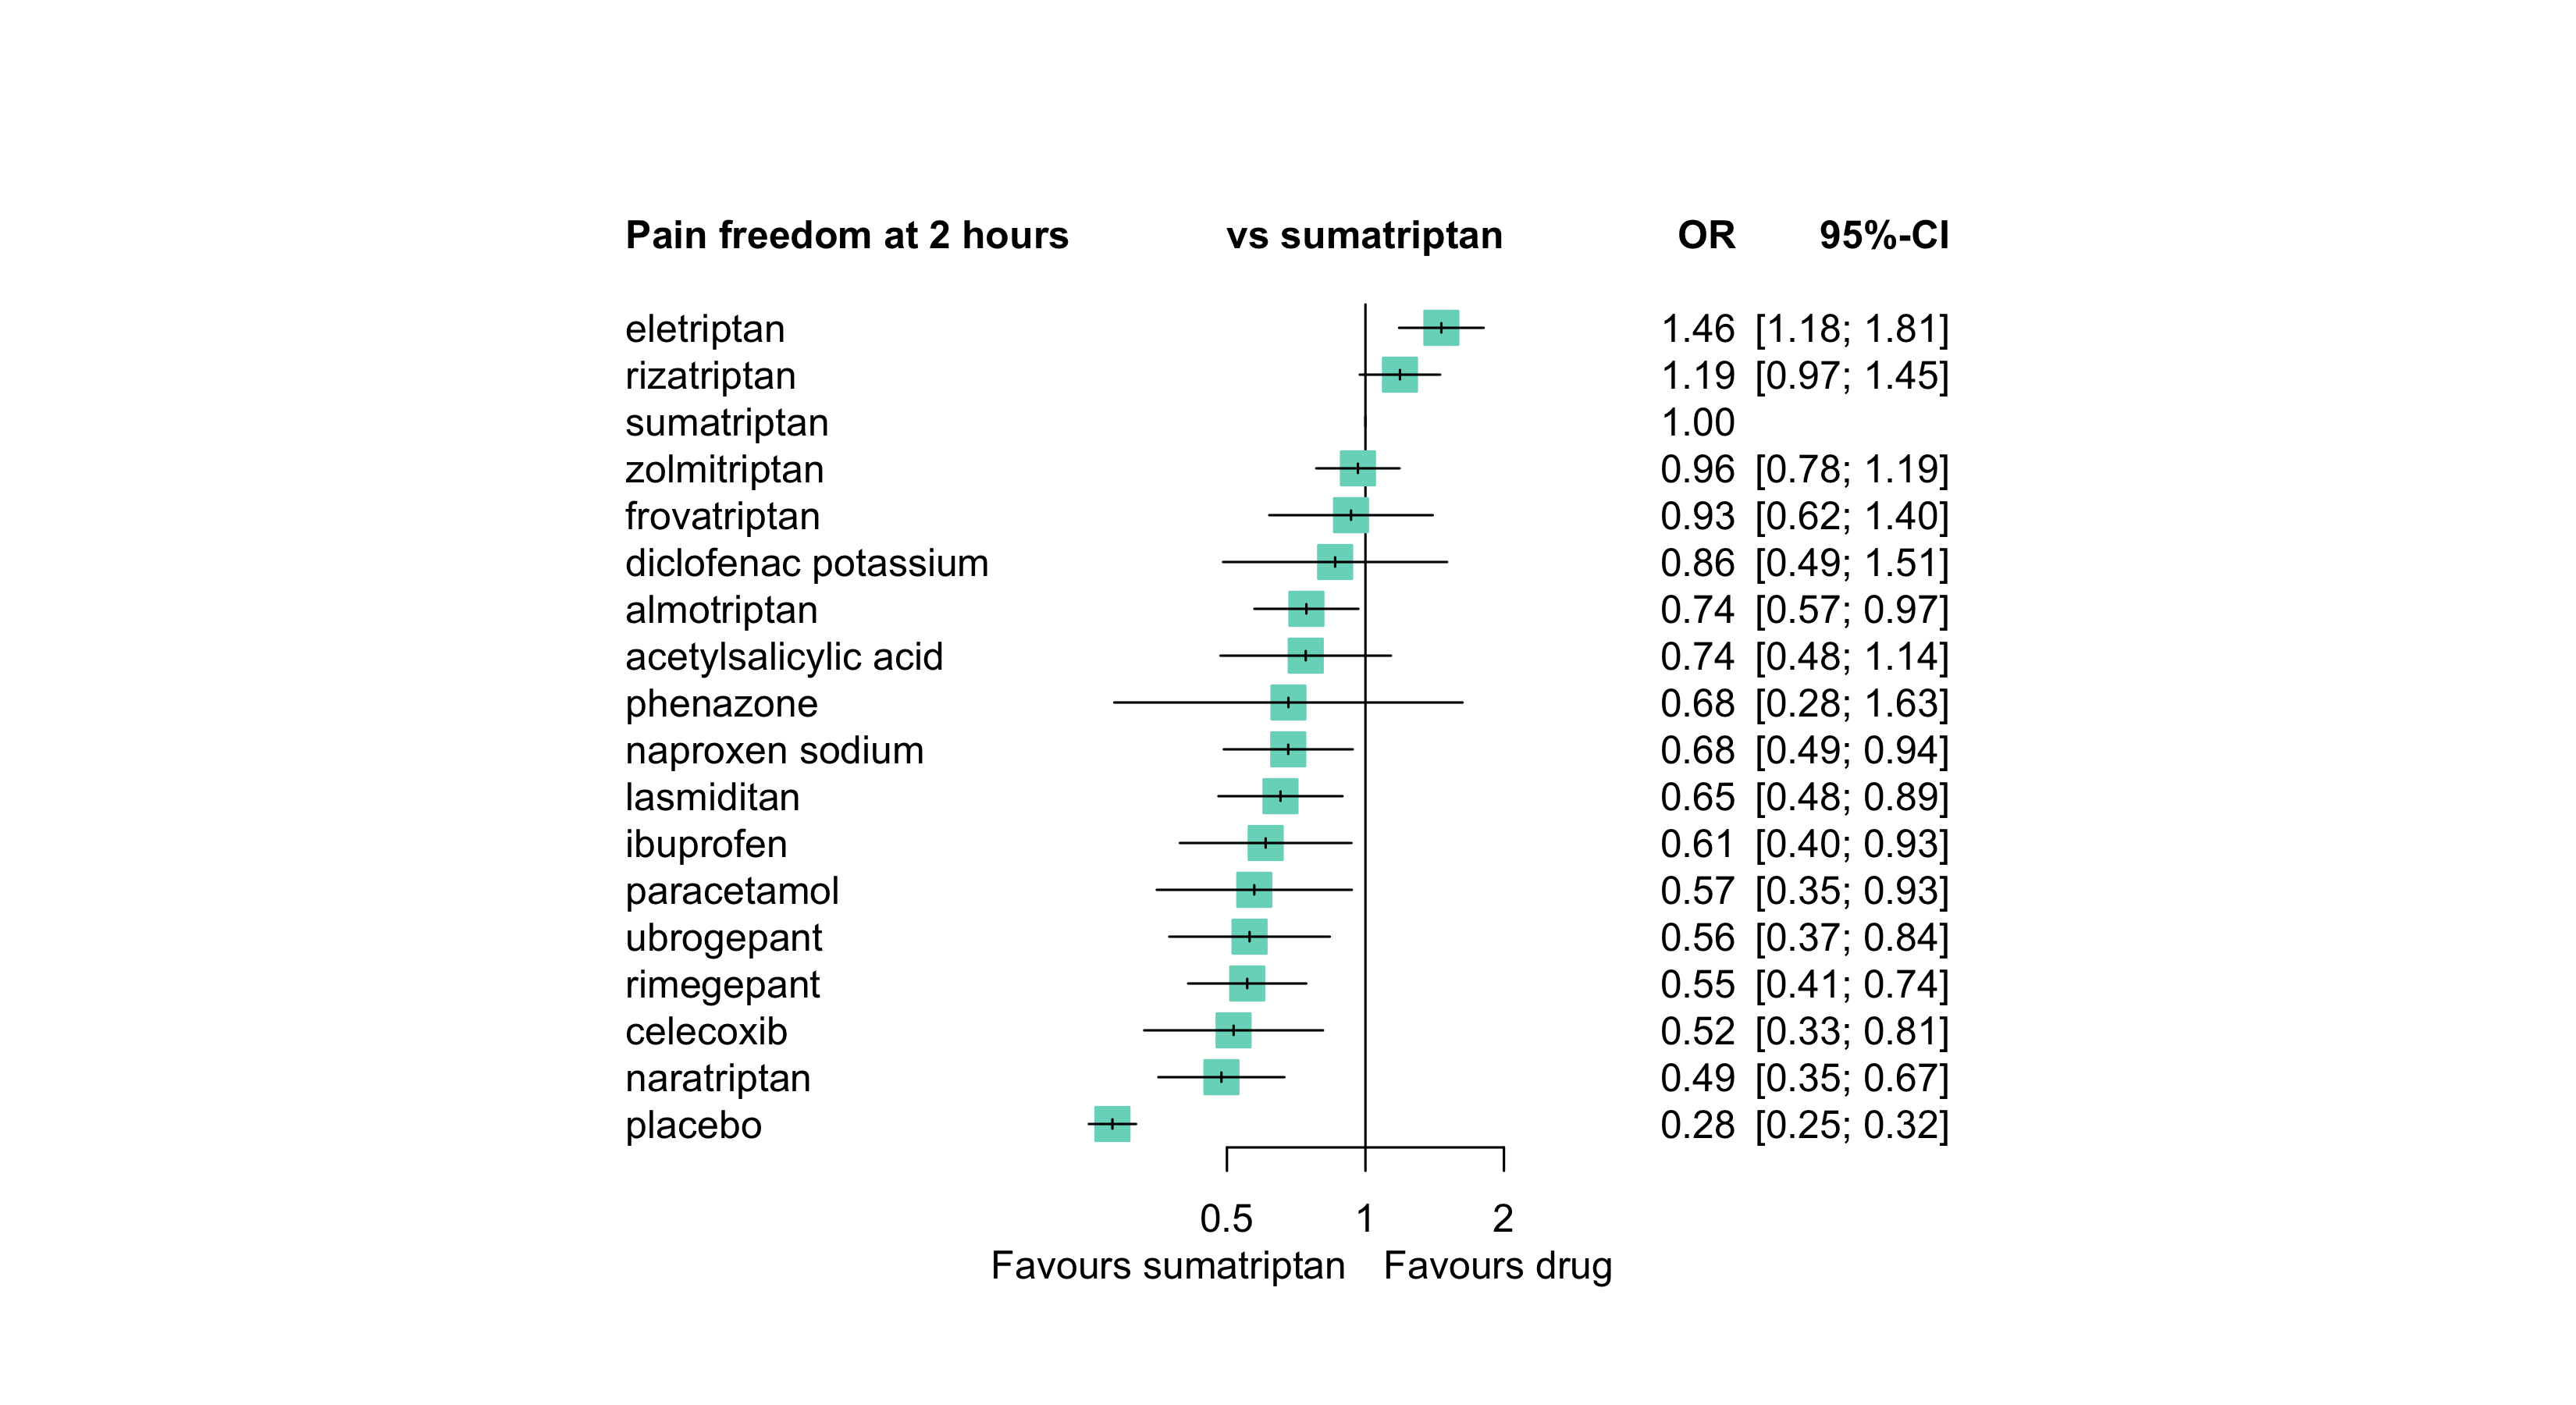 Pain freedom at 2 hours vs sumatriptan OR 95%-CI
eletriptan 1.46 [1.18; 1.81]
rizatriptan 1.19 [0.97; 1.45]
sumatriptan 1.00
zolmitriptan 0.96 [0.78; 1.19]
frovatriptan 0.93 [0.62; 1.40]
diclofenac potassium 0.86 [0.49; 1.51]
almotriptan 0.74 [0.57; 0.97]
acetylsalicylic acid 0.74 [0.48; 1.14]
phenazone 0.68 [0.28; 1.63]
naproxen sodium 0.68 [0.49; 0.94]
lasmiditan 0.65 [0.48; 0.89]
ibuprofen 0.61 [0.40; 0.93]
paracetamol 0.57 [0.35; 0.93]
ubrogepant 0.56 [0.37; 0.84]
rimegepant 0.55 [0.41; 0.74]
celecoxib 0.52 [0.33; 0.81]
naratriptan 0.49 [0.35; 0.67]
placebo 0.28 [0.25; 0.32]
0.5 1 2
Favours sumatriptan Favours drug